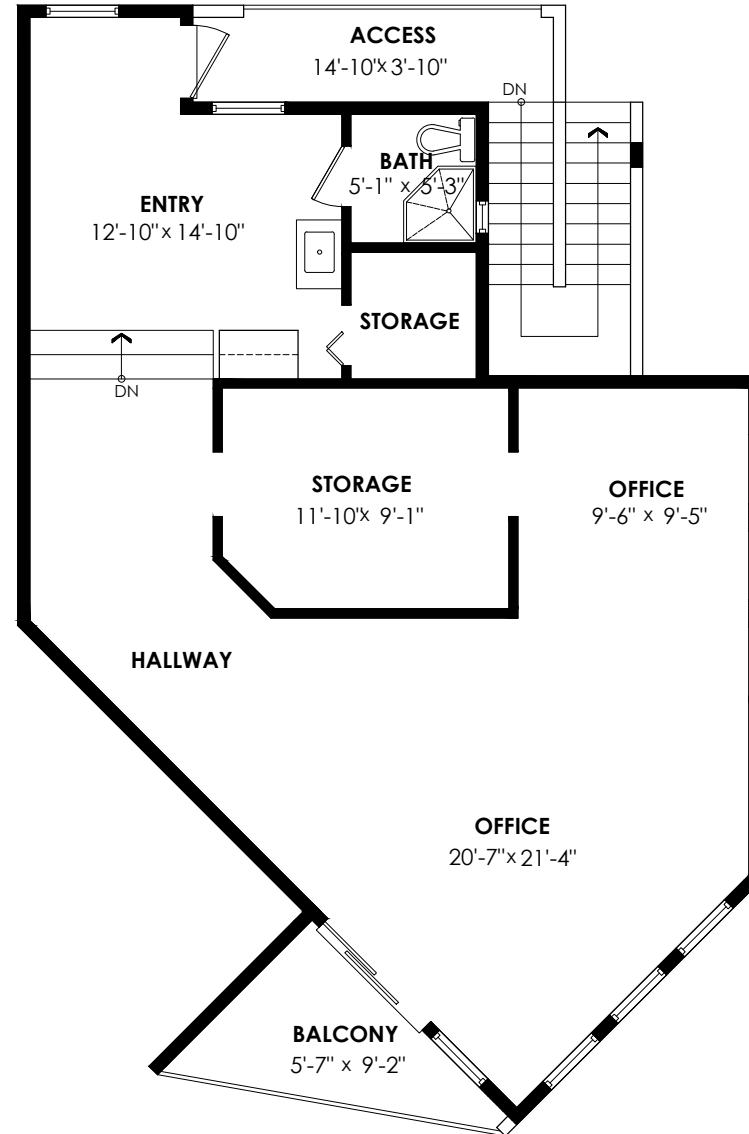 ACCESS
14'-10'x 3'-10"
DN
BATH
5'-1" x 5'-3"
ENTRY
12'-10" x 14'-10"
STORAGE
DN
STORAGE
11'-10'x 9'-1"
OFFICE
9'-6" x 9'-5"
HALLWAY
OFFICE
20'-7" x 21'-4"
BALCONY
5'-7" x 9'-2"